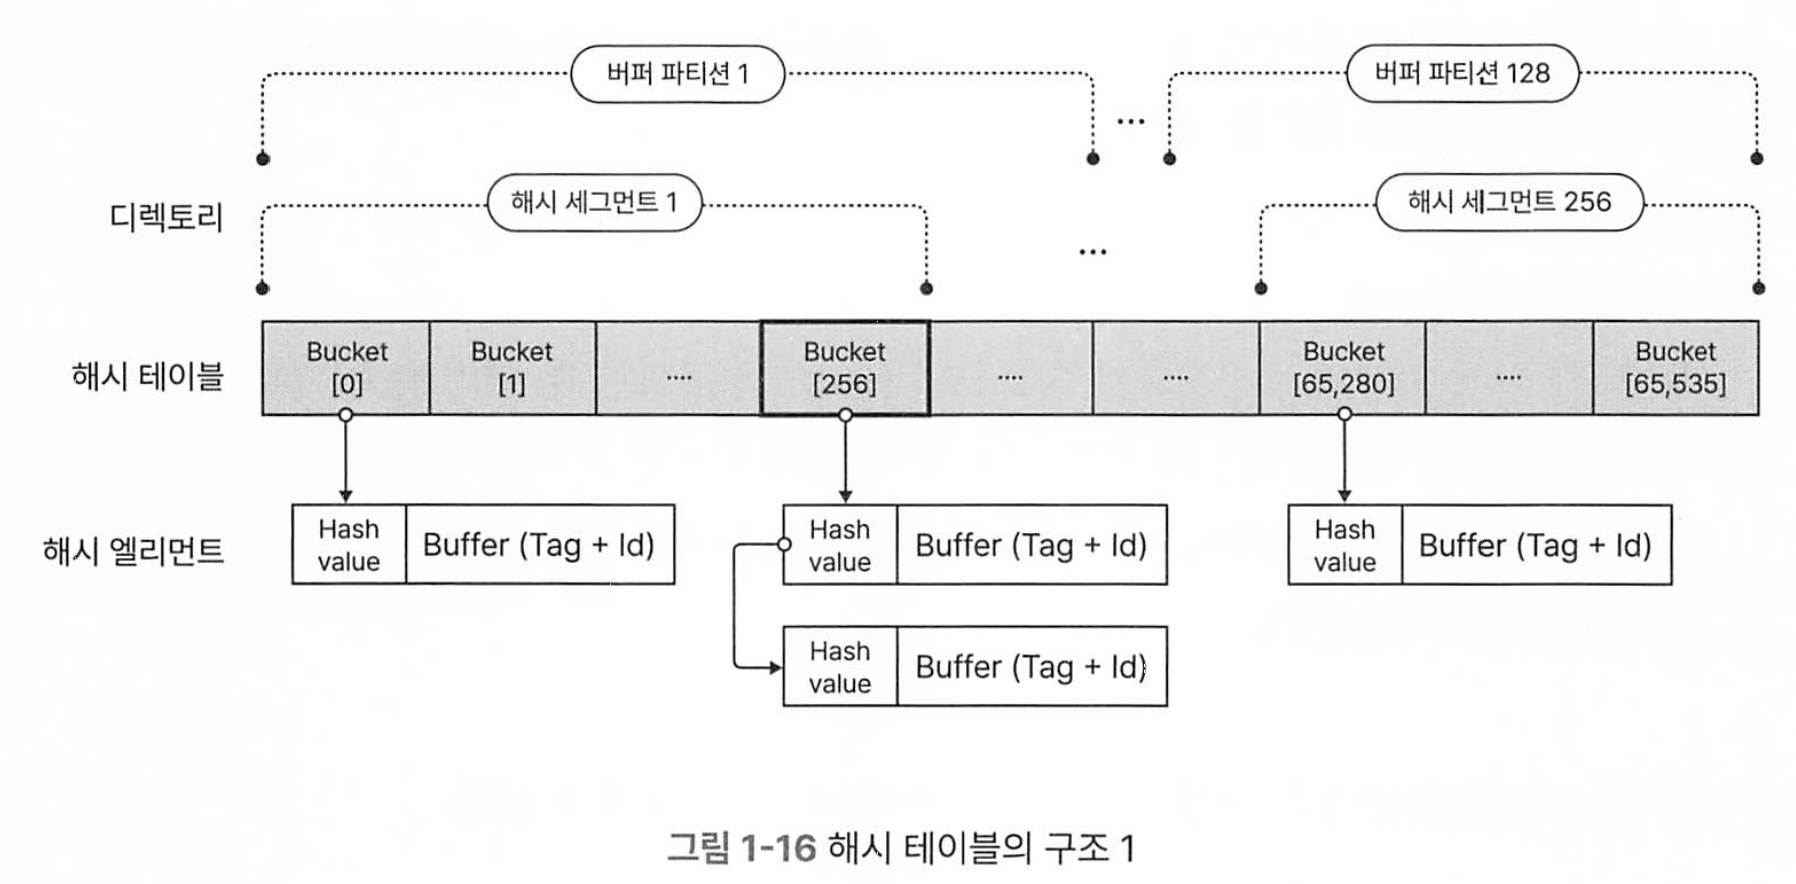 버퍼 파티션 1
버퍼 파티션 128
...
디렉토리
해시 세그먼트 1
해시 세그먼트 256
...
해시 테이블
Bucket
[0]
Bucket
[1]
....
Bucket
[256]
....
....
Bucket
[65,280]
....
Bucket
[65,535]
해시 엘리먼트
Hash
value
Buffer (Tag + Id)
Hash
value
Buffer (Tag + Id)
Hash
value
Buffer (Tag + Id)
Hash
value
Buffer (Tag + Id)
그림 1-16 해시 테이블의 구조 1